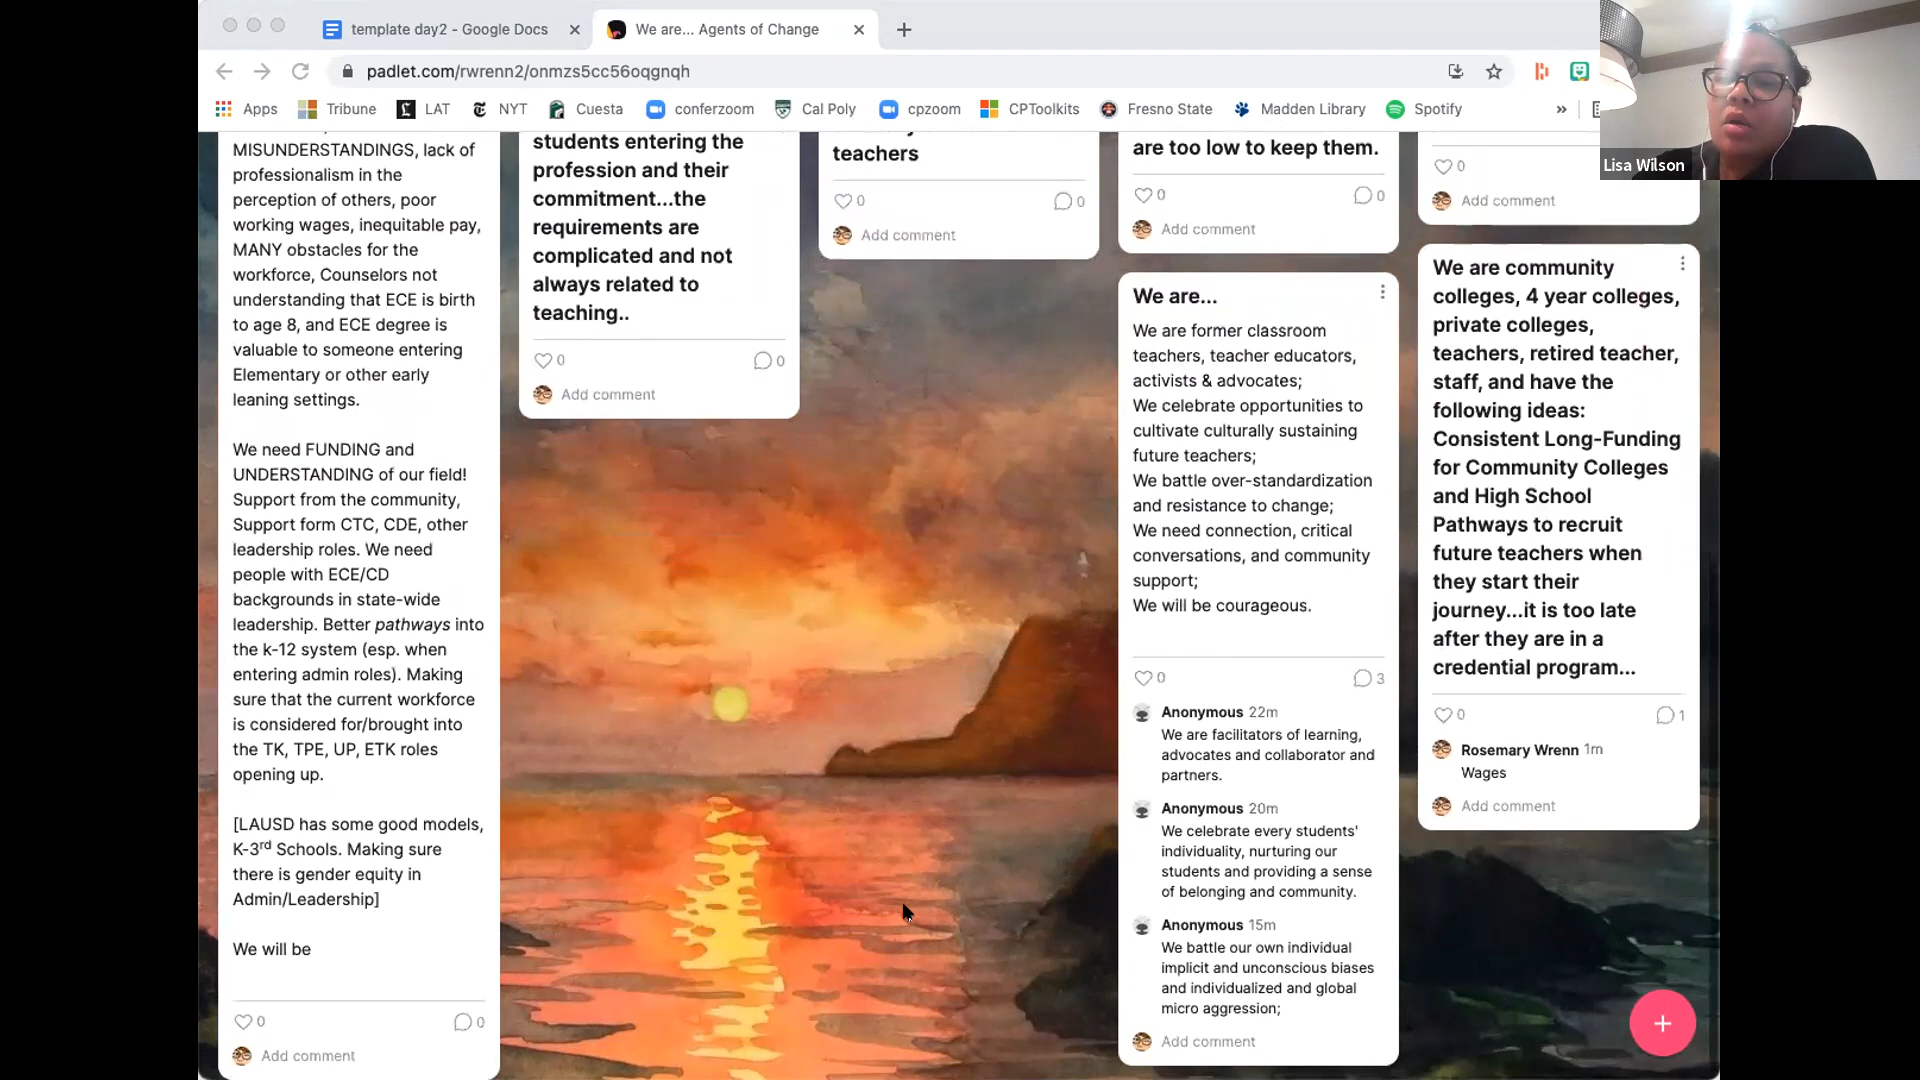 template day2 - Google Docs
We are... Agents of Change
padlet.com/rwrenn2/onmzs5cc56oqgnqh
Apps
Tribune
LAT
NYT
Cuesta
conferzoom
Cal Poly
cpzoom
CPToolkits
Fresno State
Madden Library
Spotify
»
Lisa Wilson
MISUNDERSTANDINGS, lack of
professionalism in the
perception of others, poor
working wages, inequitable pay,
MANY obstacles for the
workforce, Counselors not
understanding that ECE is birth
to age 8, and ECE degree is
valuable to someone entering
Elementary or other early
leaning settings.
We need FUNDING and
UNDERSTANDING of our field!
Support from the community,
Support form CTC, CDE, other
leadership roles. We need
people with ECE/CD
backgrounds in state-wide
leadership. Better pathways into
the k-12 system (esp. when
entering admin roles). Making
sure that the current workforce
is considered for/brought into
the TK, TPE, UP, ETK roles
opening up.
[LAUSD has some good models,
K-3rd Schools. Making sure
there is gender equity in
Admin/Leadership]
We will be
0
0
Add comment
students entering the
profession and their
commitment...the
requirements are
complicated and not
always related to
teaching..
0
0
Add comment
teachers
0
0
Add comment
are too low to keep them.
0
0
Add comment
We are...
We are former classroom
teachers, teacher educators,
activists & advocates;
We celebrate opportunities to
cultivate culturally sustaining
future teachers;
We battle over-standardization
and resistance to change;
We need connection, critical
conversations, and community
support;
We will be courageous.
0
3
Anonymous 22m
We are facilitators of learning,
advocates and collaborator and
partners.
Anonymous 20m
We celebrate every students'
individuality, nurturing our
students and providing a sense
of belonging and community.
Anonymous 15m
We battle our own individual
implicit and unconscious biases
and individualized and global
micro aggression;
Add comment
0
Add comment
We are community
colleges, 4 year colleges,
private colleges,
teachers, retired teacher,
staff, and have the
following ideas:
Consistent Long-Funding
for Community Colleges
and High School
Pathways to recruit
future teachers when
they start their
journey...it is too late
after they are in a
credential program...
0
1
Rosemary Wrenn 1m
Wages
Add comment